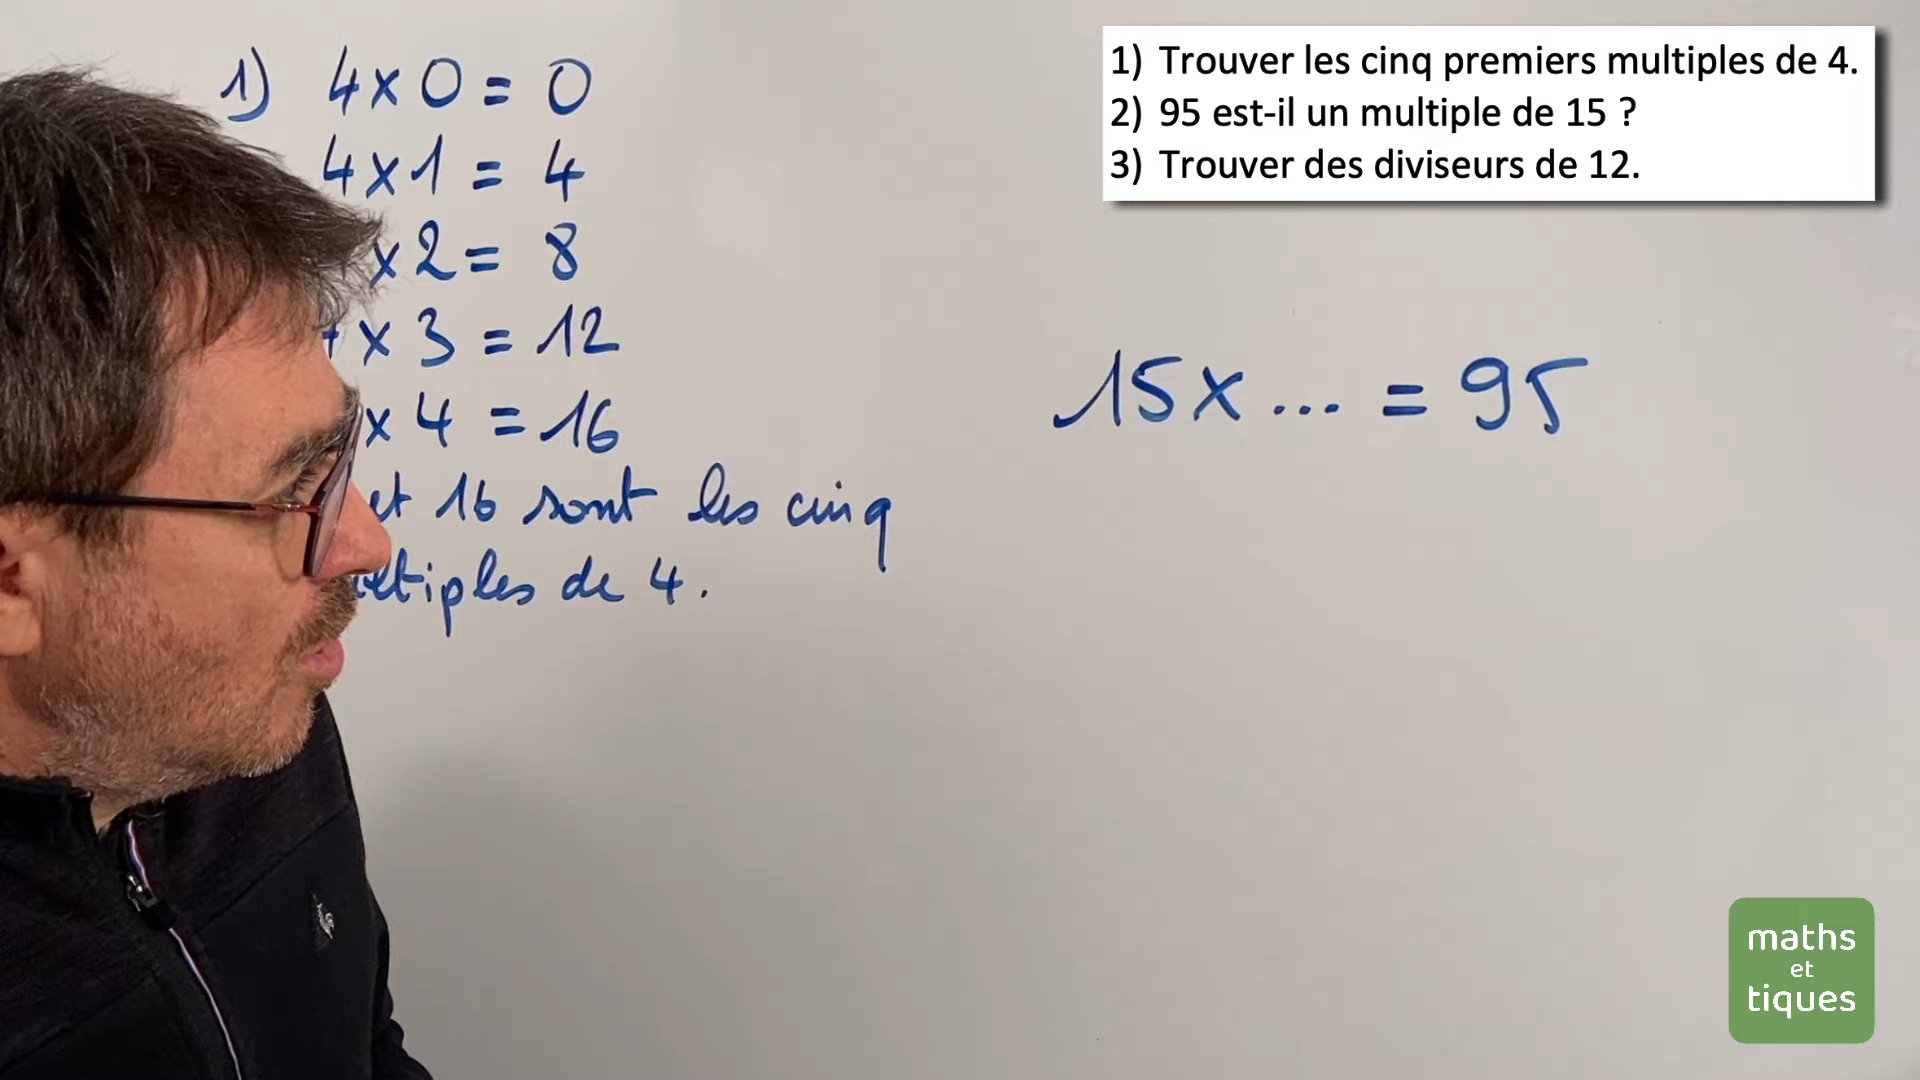 1) 4 x 0 = 0
4 x 1 = 4
x 2 = 8
x 3 = 12
x 4 = 16
et 16 sont les cinq
de 4.
1) Trouver les cinq premiers multiples de 4.
2) 95 est-il un multiple de 15 ?
3) Trouver des diviseurs de 12.
15 x ... = 95
maths
et
tiques